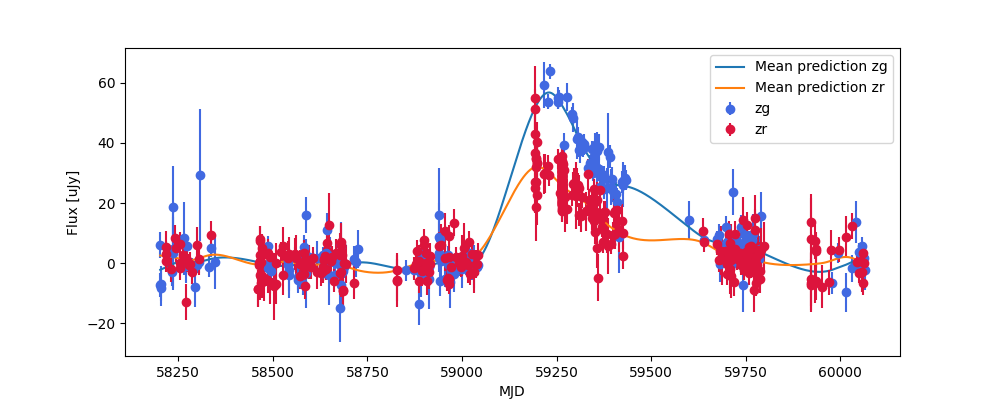 Mean prediction zg
Mean prediction zr
zg
zr
60
40
20
0
−20
Flux [uJy]
58250 58500 58750 59000 59250 59500 59750 60000
MJD